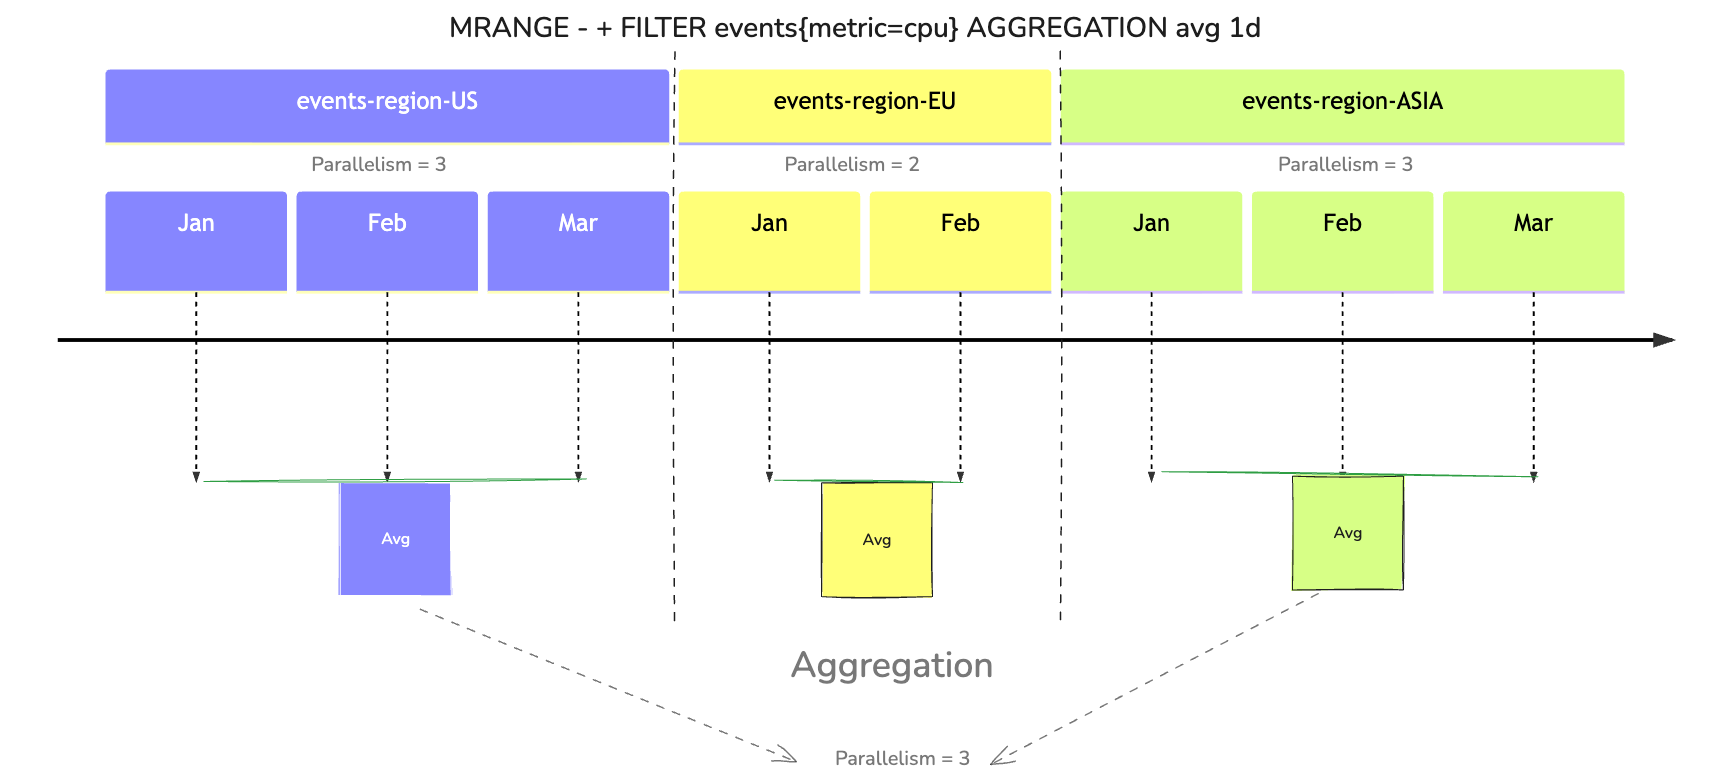 MRANGE - + FILTER events{metric=cpu} AGGREGATION avg 1d
events-region-US
events-region-EU
events-region-ASIA
Parallelism = 3
Parallelism = 2
Parallelism = 3
Jan
Feb
Mar
Jan
Feb
Jan
Feb
Mar
Avg
Avg
Avg
Aggregation
Parallelism = 3